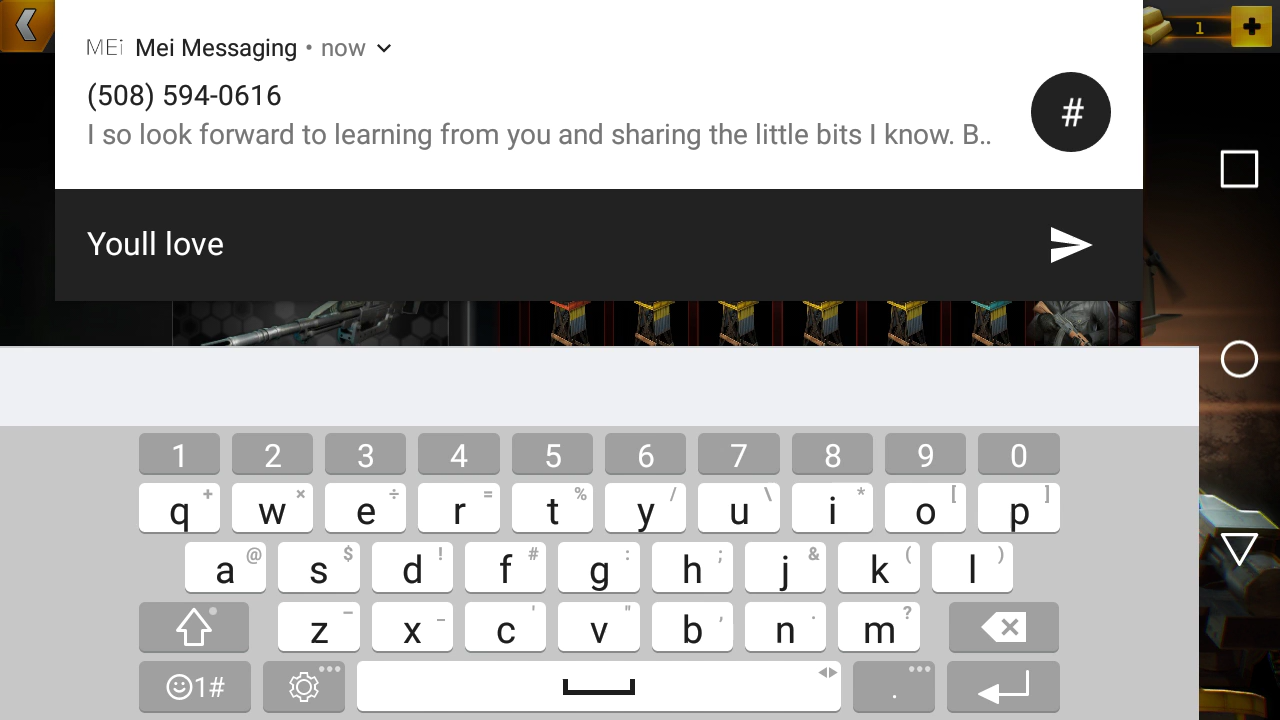 1
MEi Mei Messaging • now
(508) 594-0616
I so look forward to learning from you and sharing the little bits I know. B..
#
Youll love
1 2 3 4 5 6 7 8 9 0
q + w × e ÷ r = t % y / u \ i * o [ p ]
a @ s $ d ! f # g : h ; j & k ( l )
z – x _ c ' v " b , n . m ?
1# .